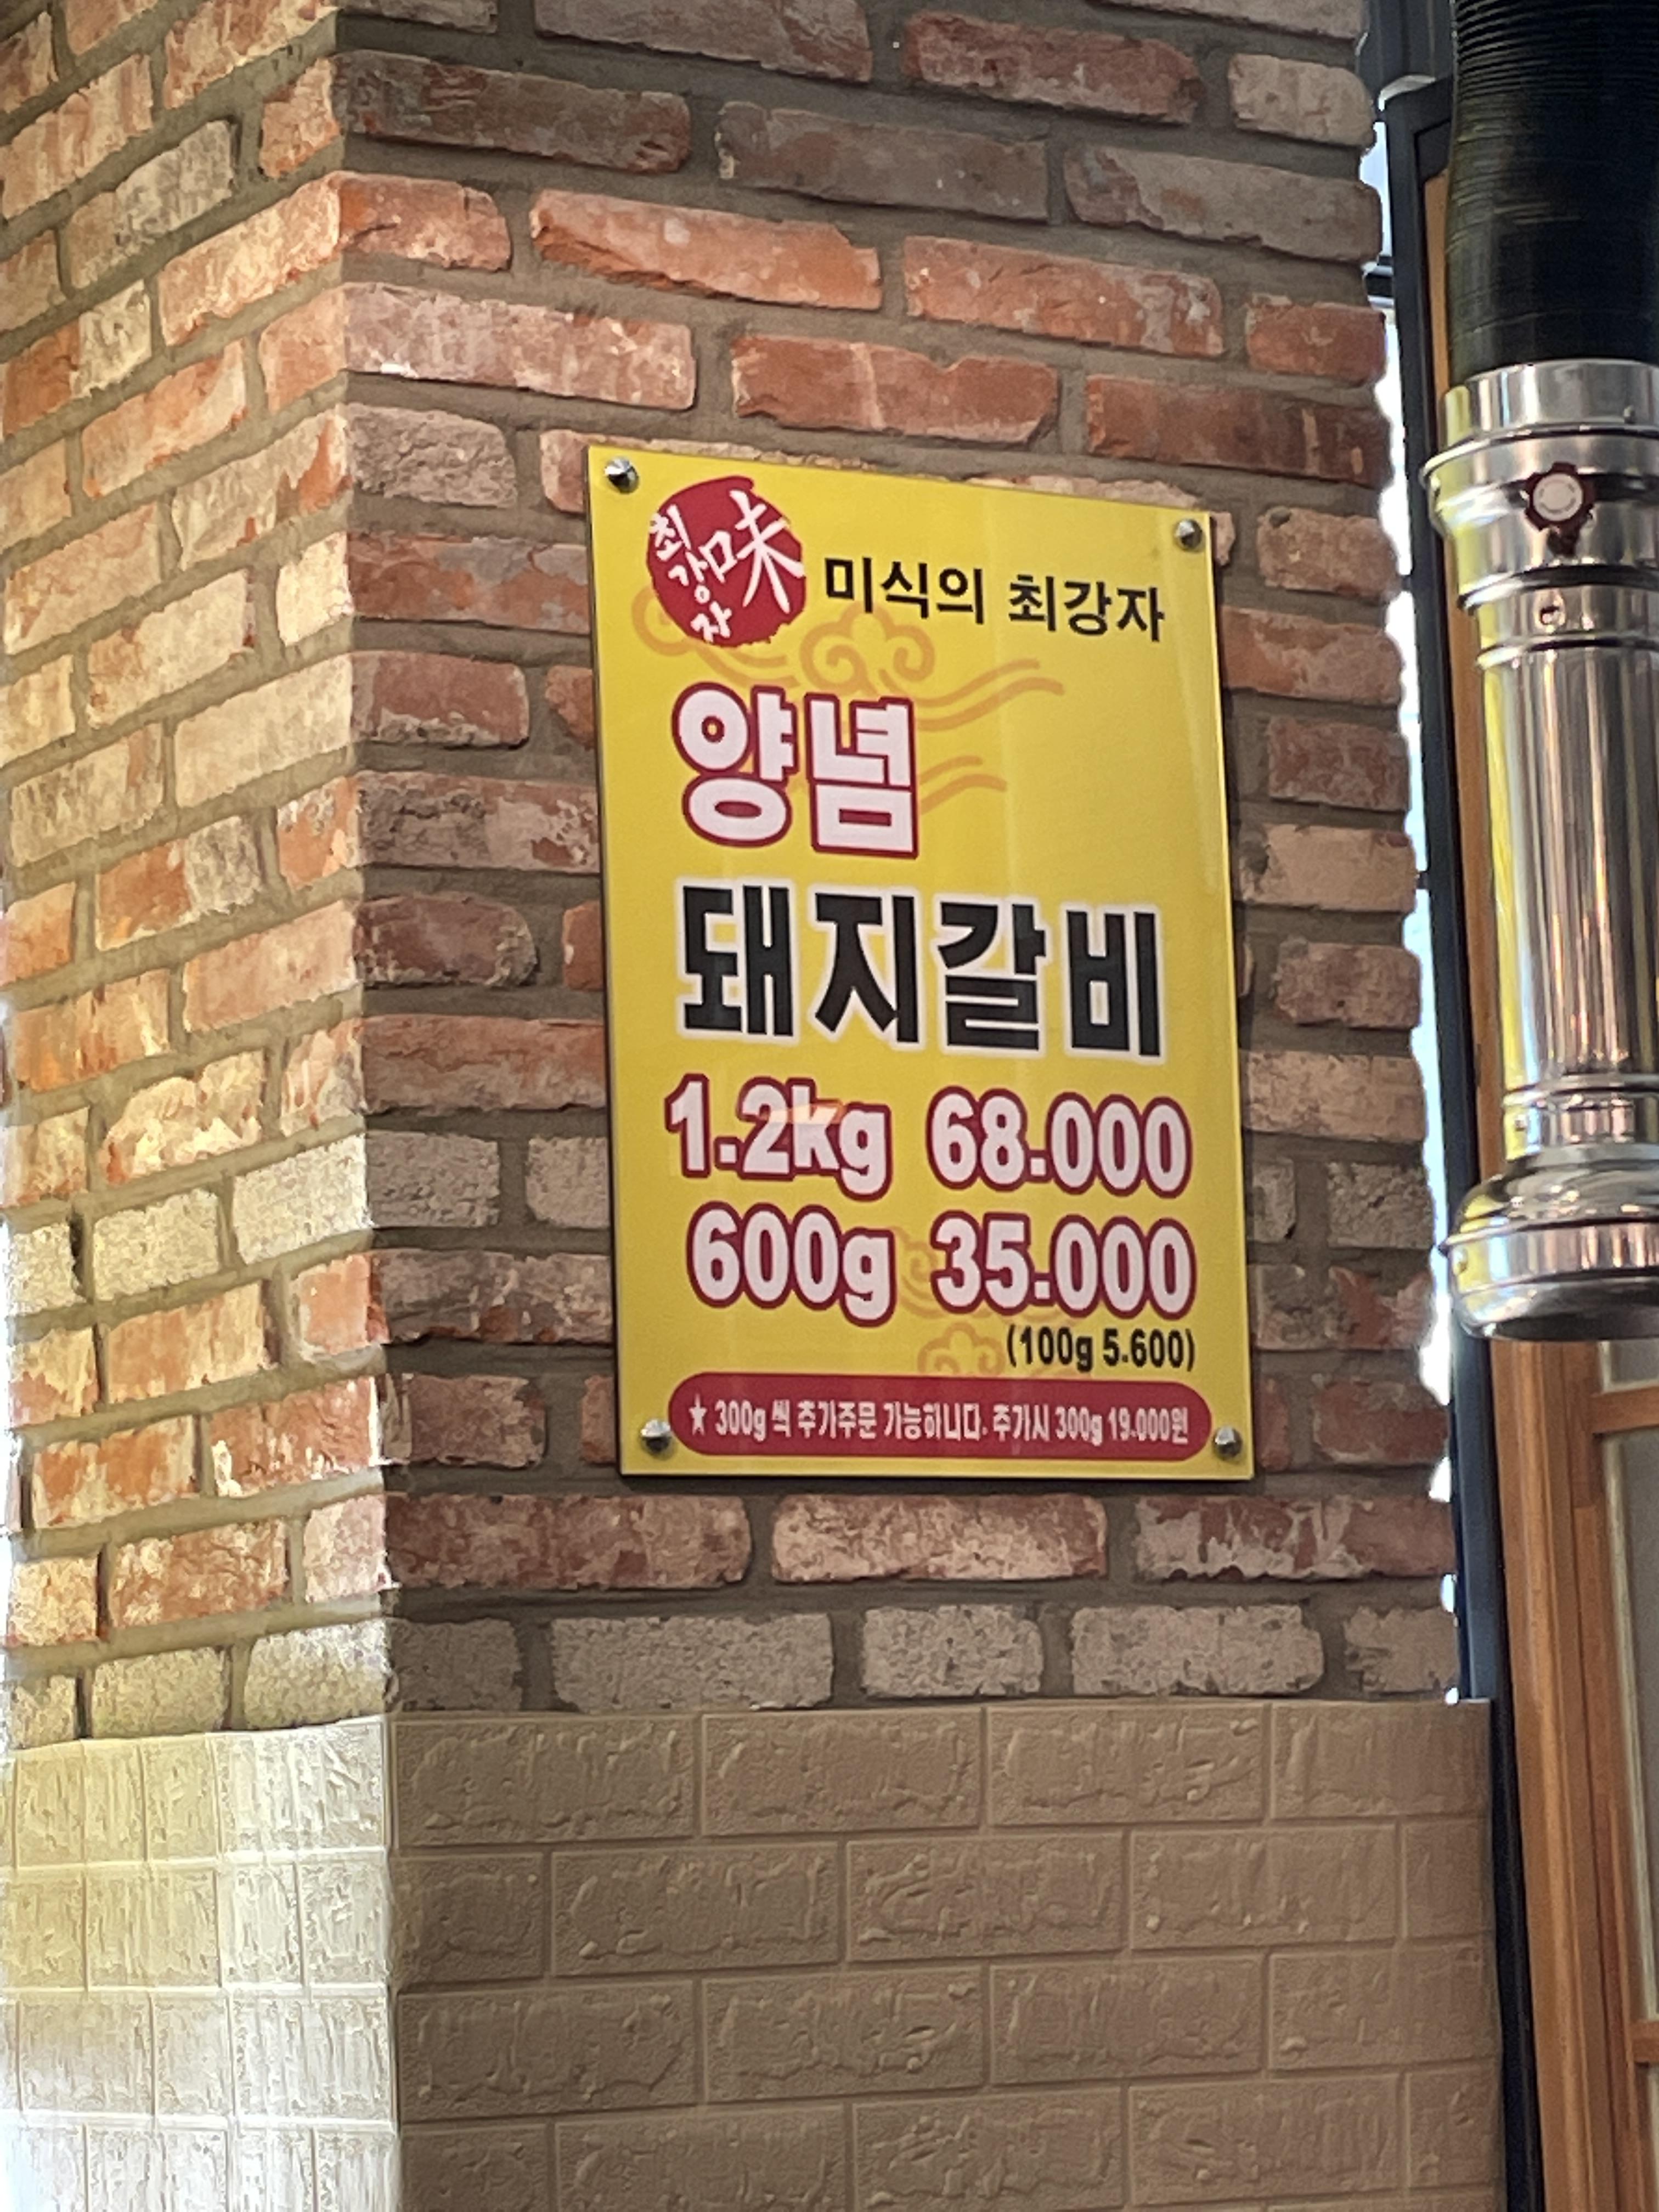 최강자 味
미식의 최강자
양념
돼지갈비
1.2kg 68.000
600g 35.000
(100g 5.600)
★ 300g 씩 추가주문 가능하니다. 추가시 300g 19.000원